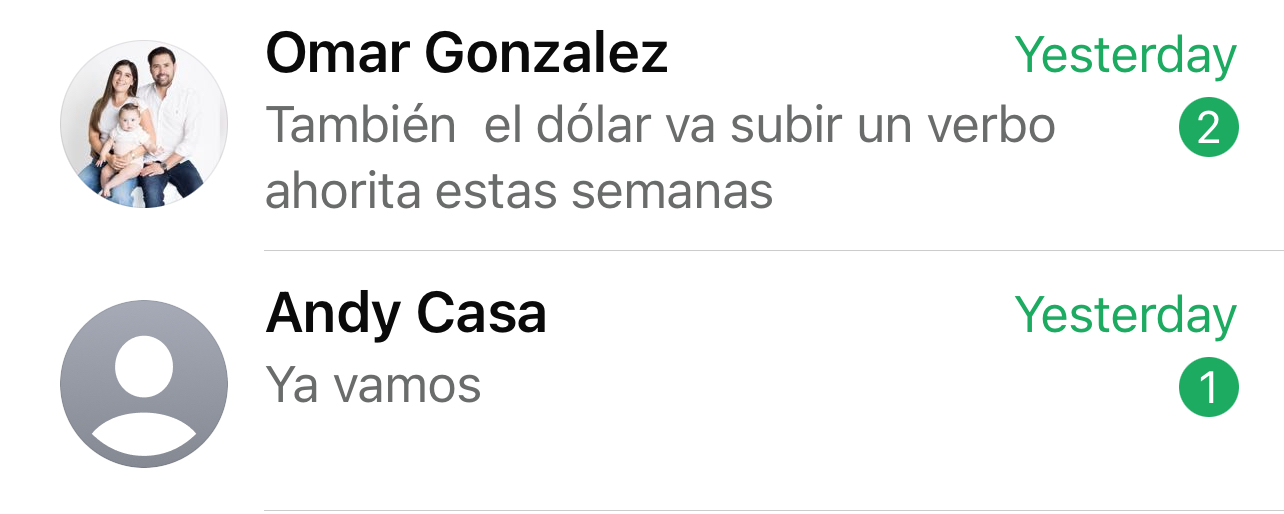 Omar Gonzalez
Yesterday
También  el dólar va subir un verbo
2
ahorita estas semanas
Andy Casa
Yesterday
Ya vamos
1